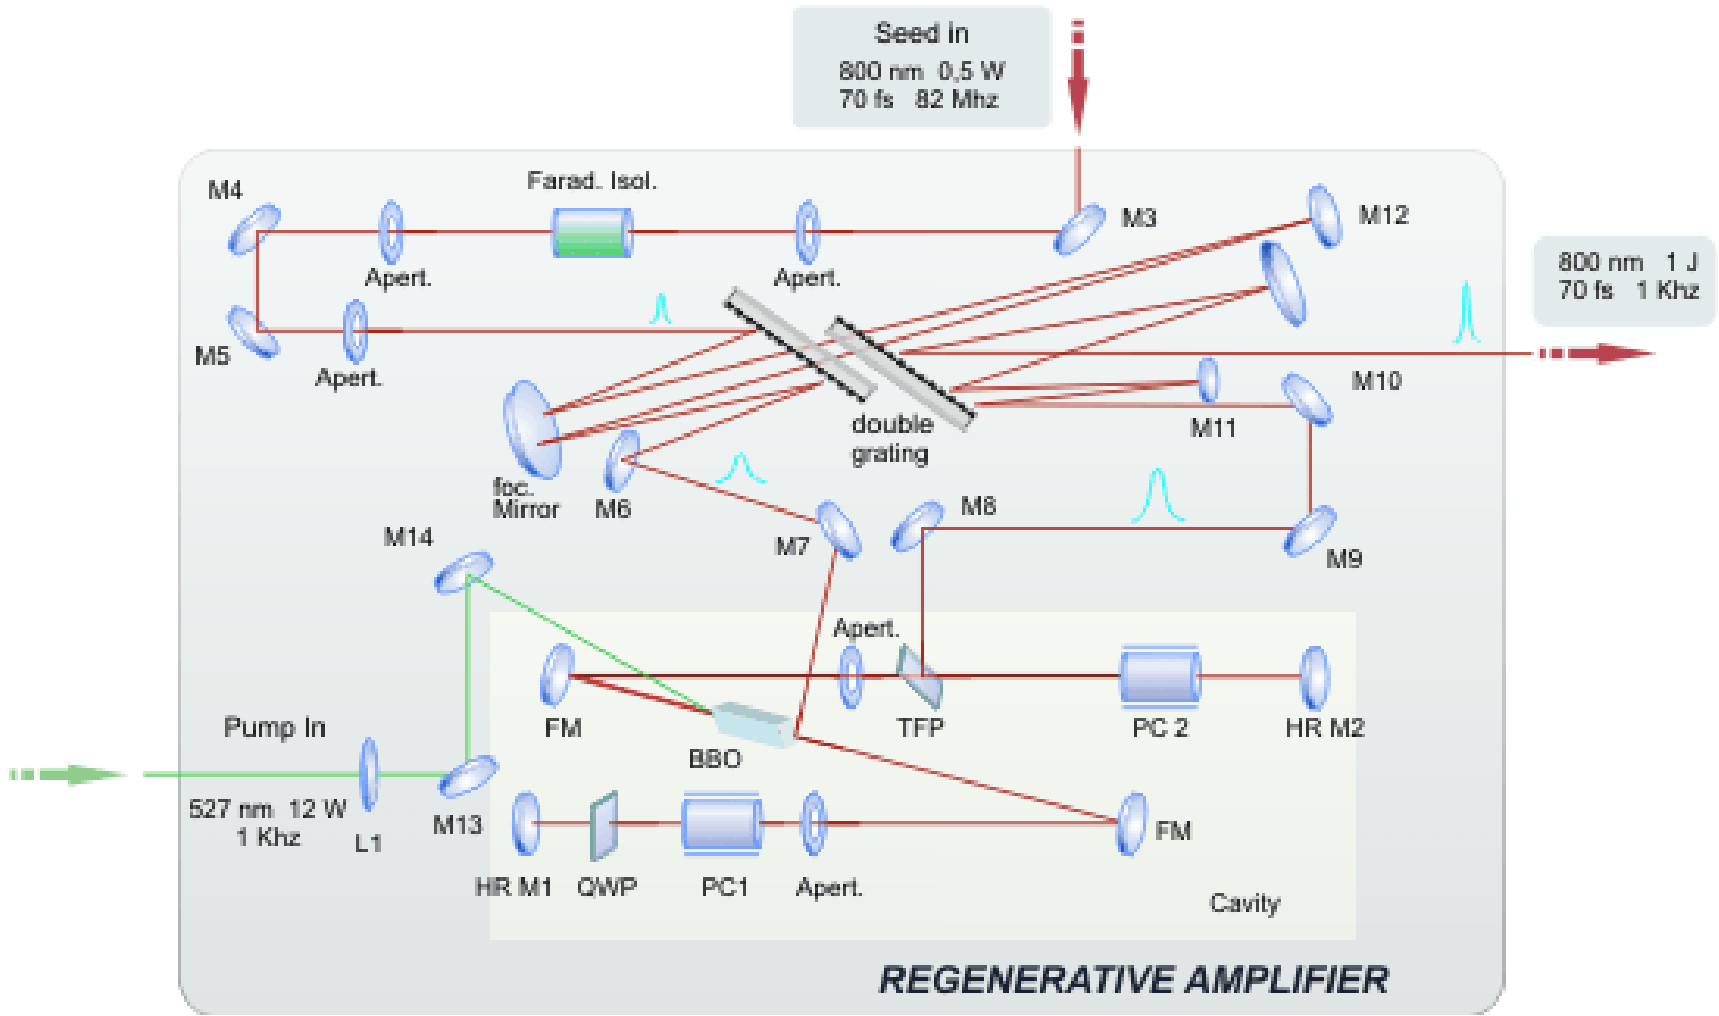 Seed in
800 nm 0,5 W
70 fs 82 Mhz
M4
Farad. Isol.
M3
M12
Apert.
Apert.
800 nm 1 J
70 fs 1 Khz
M5
Apert.
M10
M11
double
grating
foc.
Mirror
M6
M8
M14
M7
M9
Apert.
Pump In
FM
TFP
PC 2
HR M2
BBO
527 nm 12 W
1 Khz
L1
M13
FM
HR M1
QWP
PC1
Apert.
Cavity
REGENERATIVE AMPLIFIER